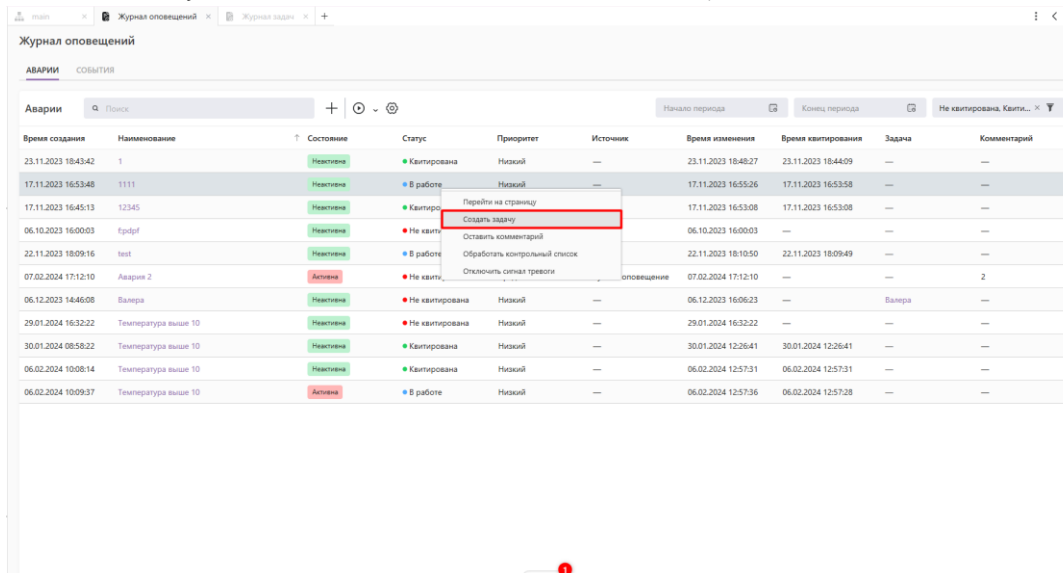 main × Журнал оповещений × Журнал задач × +
Журнал оповещений
АВАРИИ СОБЫТИЯ
Аварии Поиск Начало периода Конец периода Не квитирована, Квити... ×
Время создания Наименование ↑ Состояние Статус Приоритет Источник Время изменения Время квитирования Задача Комментарий
23.11.2023 18:43:42 1 Неактивна Квитирована Низкий — 23.11.2023 18:48:27 23.11.2023 18:44:09 — —
17.11.2023 16:53:48 1111 Неактивна В работе Низкий — 17.11.2023 16:55:26 17.11.2023 16:53:58 — —
Перейти на страницу
17.11.2023 16:45:13 12345 Неактивна Квитиро 17.11.2023 16:53:08 17.11.2023 16:53:08 — —
Создать задачу
06.10.2023 16:00:03 Ердрf Неактивна Не квити 06.10.2023 16:00:03 — — —
Оставить комментарий
22.11.2023 18:09:16 test Неактивна В работе 22.11.2023 18:10:50 22.11.2023 18:09:49 — —
Обработать контрольный список
07.02.2024 17:12:10 Авария 2 Активна Не квити оповещение 07.02.2024 17:12:10 — — 2
Отключить сигнал тревоги
06.12.2023 14:46:08 Валера Неактивна Не квитирована Низкий — 06.12.2023 16:06:23 — Валера —
29.01.2024 16:32:22 Температура выше 10 Неактивна Не квитирована Низкий — 29.01.2024 16:32:22 — — —
30.01.2024 08:58:22 Температура выше 10 Неактивна Квитирована Низкий — 30.01.2024 12:26:41 30.01.2024 12:26:41 — —
06.02.2024 10:08:14 Температура выше 10 Неактивна Квитирована Низкий — 06.02.2024 12:57:31 06.02.2024 12:57:31 — —
06.02.2024 10:09:37 Температура выше 10 Активна В работе Низкий — 06.02.2024 12:57:36 06.02.2024 12:57:28 — —
1